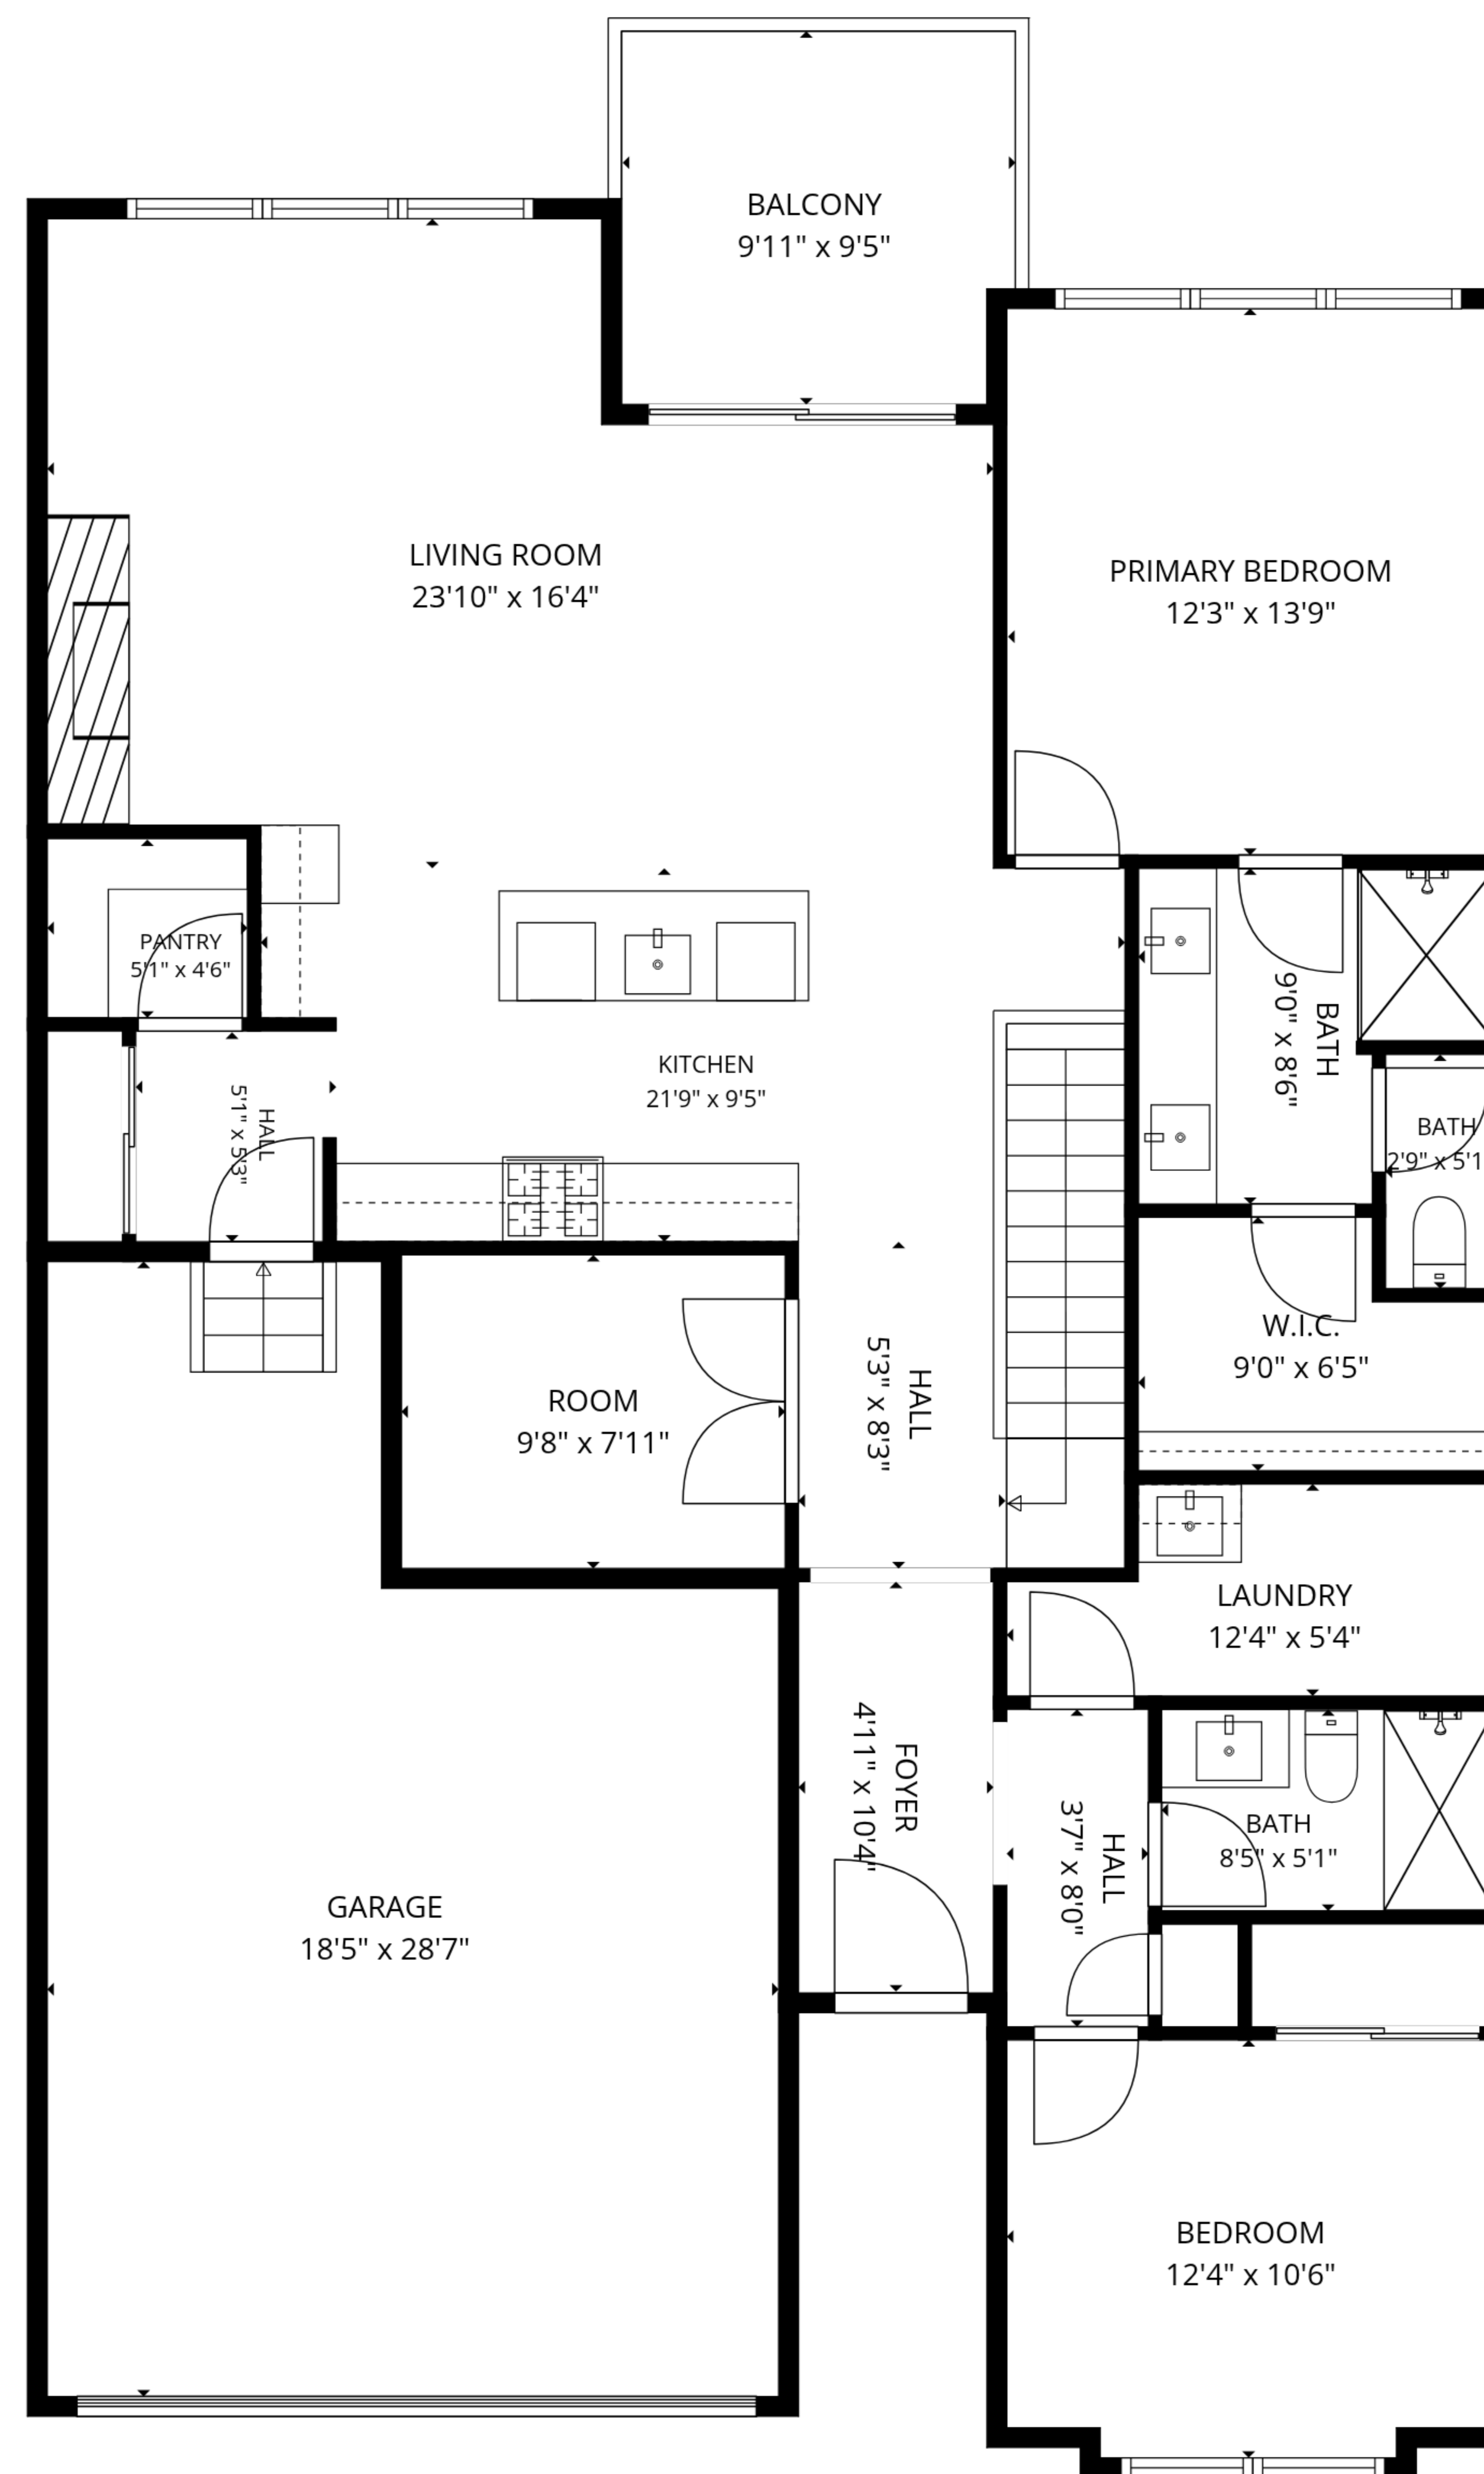 BALCONY
9'11" x 9'5"
LIVING ROOM
23'10" x 16'4"
PRIMARY BEDROOM
12'3" x 13'9"
PANTRY
5'1" x 4'6"
BATH
9'0" x 8'6"
KITCHEN
21'9" x 9'5"
HALL
5'1" x 5'3"
BATH
2'9" x 5'1
W.I.C.
9'0" x 6'5"
ROOM
9'8" x 7'11"
HALL
5'3" x 8'3"
LAUNDRY
12'4" x 5'4"
FOYER
4'11" x 10'4"
HALL
3'7" x 8'0"
BATH
8'5" x 5'1"
GARAGE
18'5" x 28'7"
BEDROOM
12'4" x 10'6"